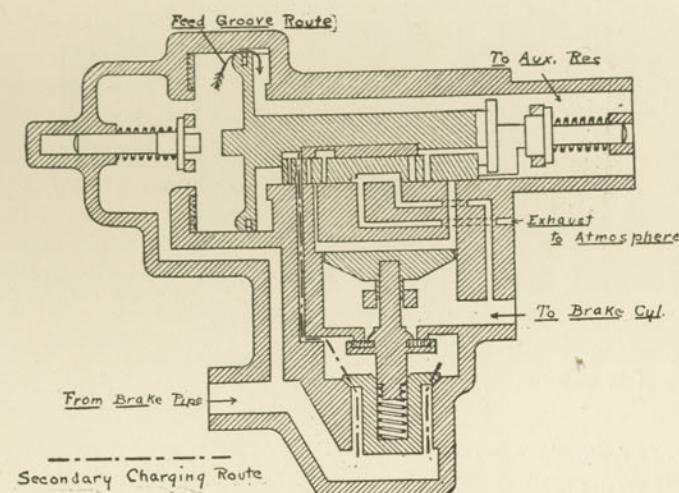 Feed Groove Route
To Aux. Res
Exhaust
to Atmosphere
To Brake Cyl.
From Brake Pipe
Secondary Charging Route